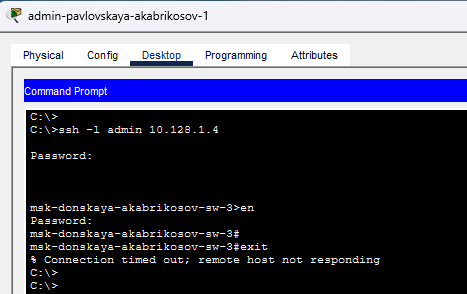 admin-pavlovskaya-akabrikosov-1
Physical Config Desktop Programming Attributes
Command Prompt
C:\>
C:\>ssh -l admin 10.128.1.4
Password:
msk-donskaya-akabrikosov-sw-3>en
Password:
msk-donskaya-akabrikosov-sw-3#
msk-donskaya-akabrikosov-sw-3#exit
% Connection timed out; remote host not responding
C:\>
C:\>